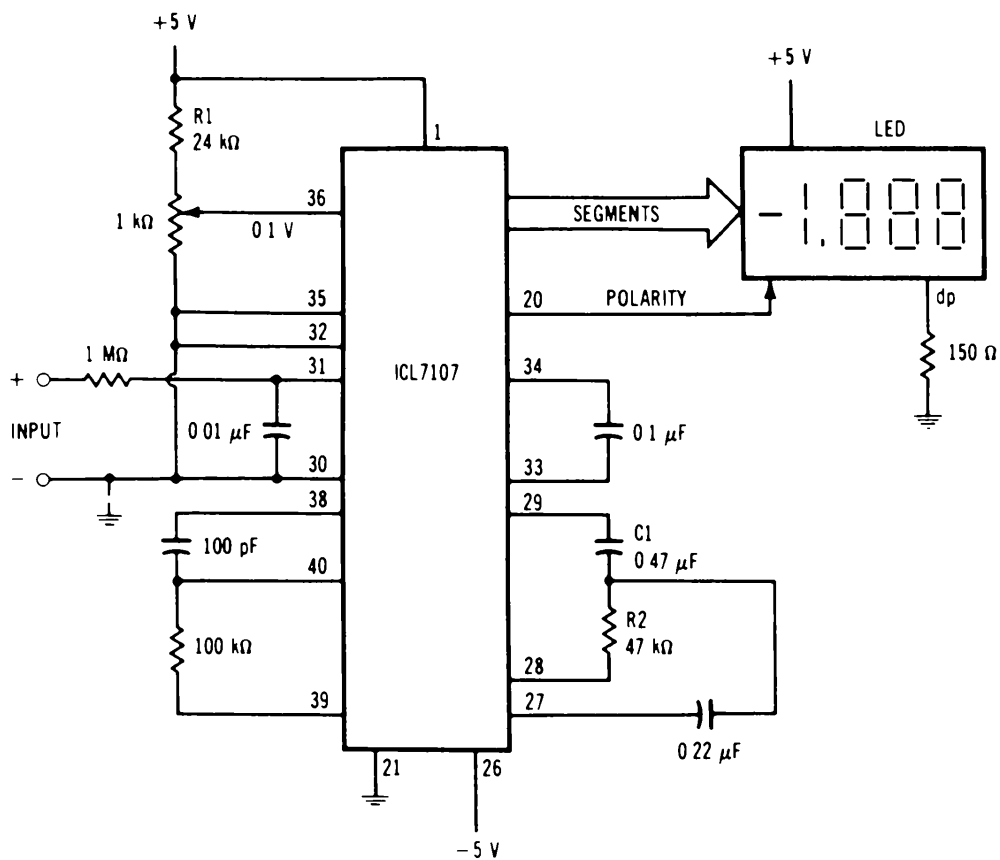 +5 V
R1
24 kΩ
1 kΩ
36
0 1 V
1
35
32
31
1 MΩ
+
INPUT
-
0 01 μF
30
38
100 pF
40
100 kΩ
39
ICL7107
21
26
-5 V
SEGMENTS
20
POLARITY
34
0 1 μF
33
29
C1
0 47 μF
R2
47 kΩ
28
27
0 22 μF
+5 V
LED
-1.888
dp
150 Ω